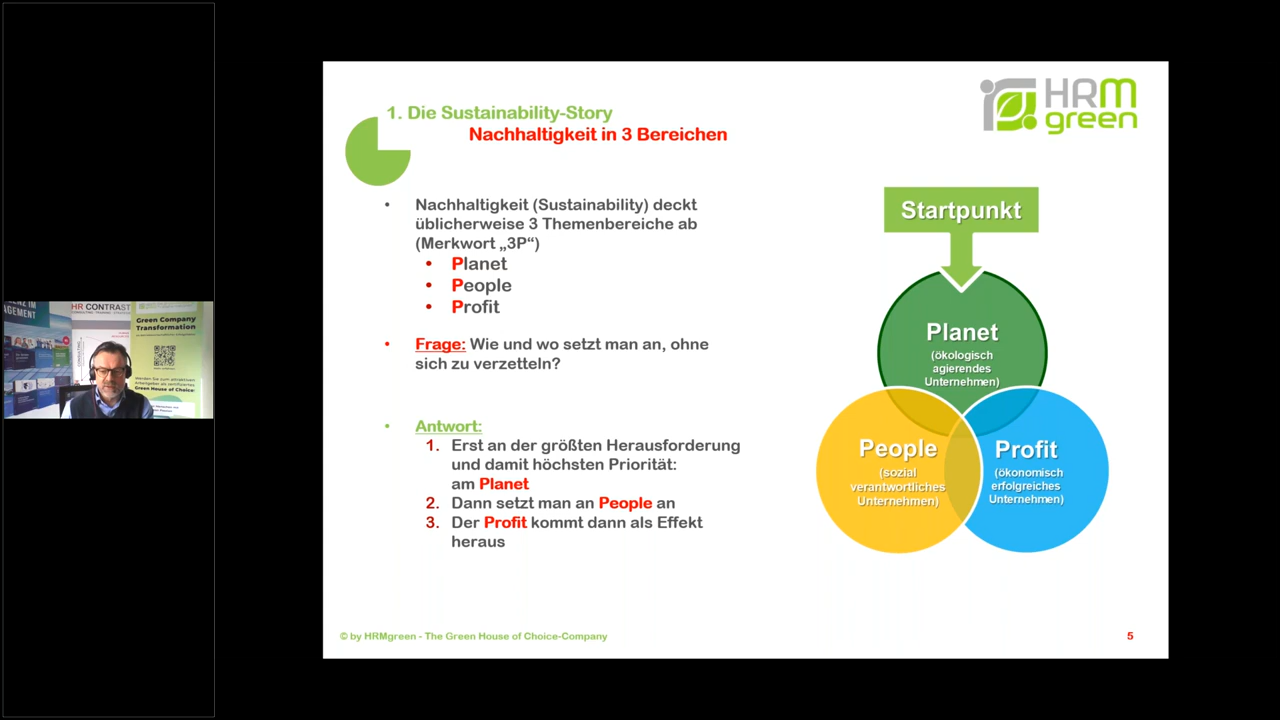 1. Die Sustainability-Story
Nachhaltigkeit in 3 Bereichen
HRM
green
• Nachhaltigkeit (Sustainability) deckt
üblicherweise 3 Themenbereiche ab
(Merkwort „3P“)
• Planet
• People
• Profit
• Frage: Wie und wo setzt man an, ohne
sich zu verzetteln?
• Antwort:
1. Erst an der größten Herausforderung
und damit höchsten Priorität:
am Planet
2. Dann setzt man an People an
3. Der Profit kommt dann als Effekt
heraus
Startpunkt
Planet
(ökologisch
agierendes
Unternehmen)
People
(sozial
verantwortliches
Unternehmen)
Profit
(ökonomisch
erfolgreiches
Unternehmen)
© by HRMgreen - The Green House of Choice-Company
5
HR CONTRAST
Green Company
Transformation
Green House of Choice